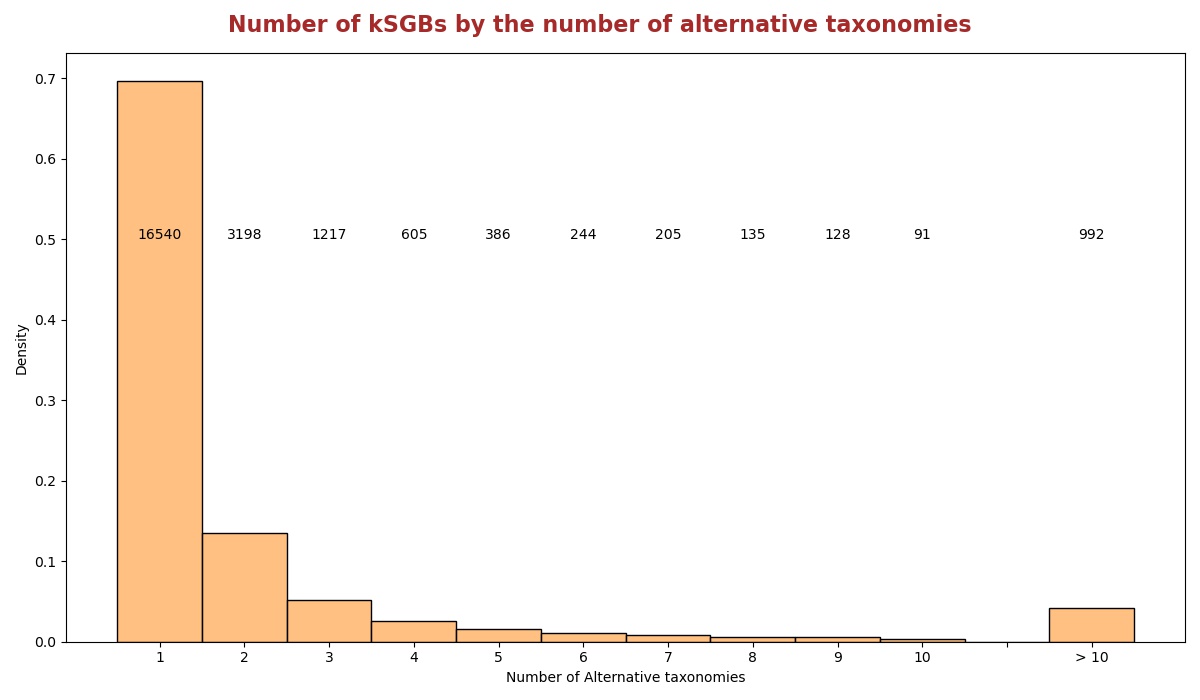 Number of kSGBs by the number of alternative taxonomies
0.7
0.6
0.5
0.4
0.3
0.2
0.1
0.0
Density
16540 3198 1217 605 386 244 205 135 128 91 992
1 2 3 4 5 6 7 8 9 10 > 10
Number of Alternative taxonomies